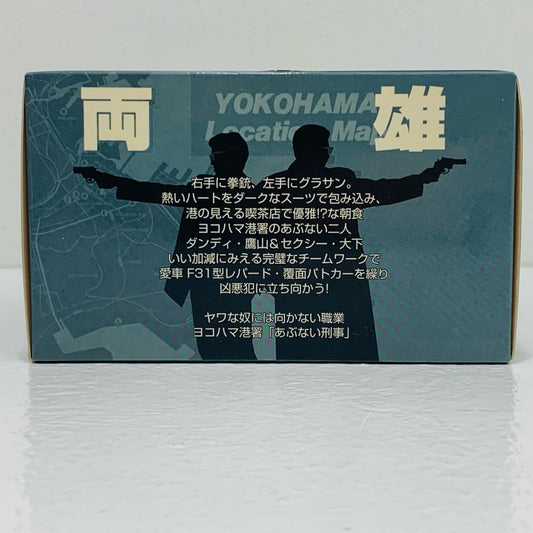 両 雄
YOKOHAMA
Location Ma
右手に拳銃、左手にグラサン。
熱いハートをダークなスーツで包み込み、
港の見える喫茶店で優雅!?な朝食
ヨコハマ港署のあぶない二人
ダンディ・鷹山&セクシー・大下
いい加減にみえる完璧なチームワークで
愛車 F31型レパード・覆面パトカーを繰り
凶悪犯に立ち向かう!
ヤワな奴には向かない職業
ヨコハマ港署「あぶない刑事」